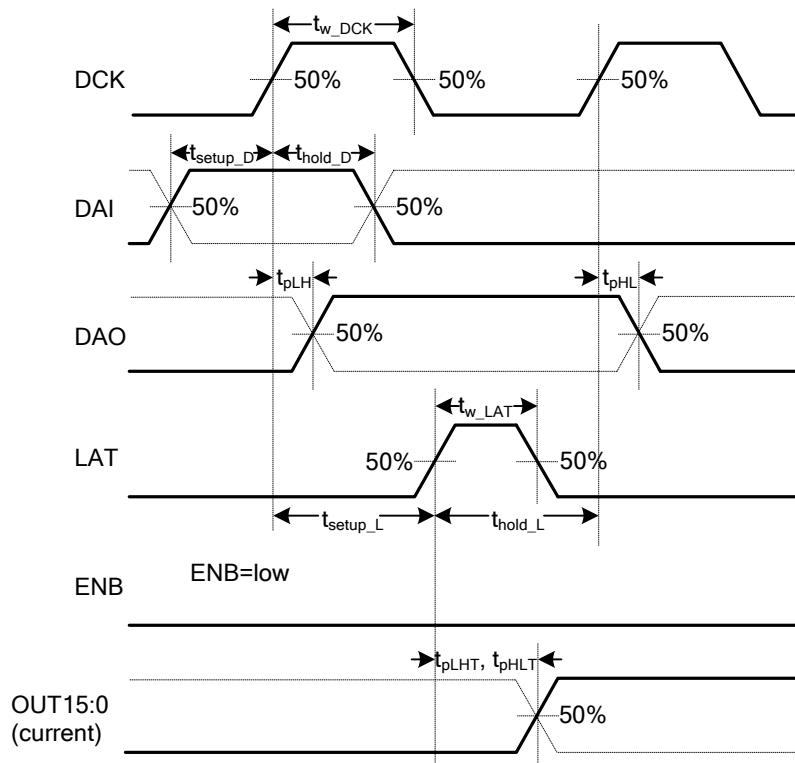 t_w_DCK
DCK 50% 50% 50%
t_setup_D t_hold_D
DAI 50% 50%
t_pLH t_pHL
DAO 50% 50%
t_w_LAT
LAT 50% 50%
t_setup_L t_hold_L
ENB ENB=low
t_pLHT, t_pHLT
OUT15:0 50%
(current)